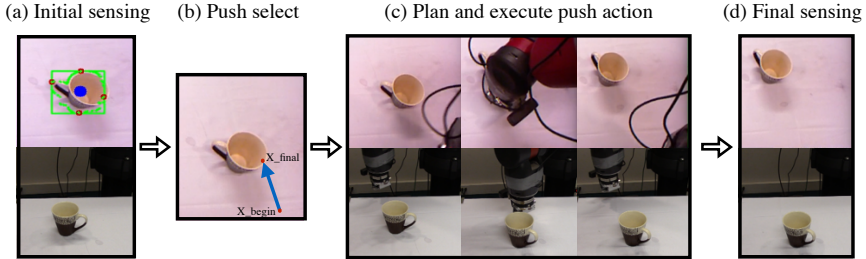 (a) Initial sensing
(b) Push select
(c) Plan and execute push action
(d) Final sensing
X_final
X_begin